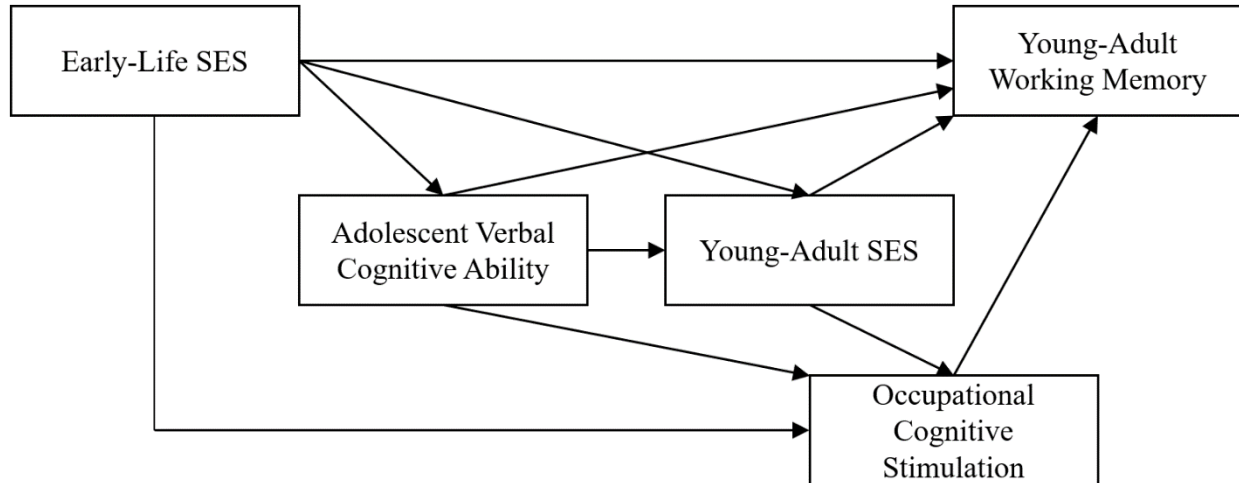 Early-Life SES
Young-Adult
Working Memory
Adolescent Verbal
Cognitive Ability
Young-Adult SES
Occupational
Cognitive
Stimulation